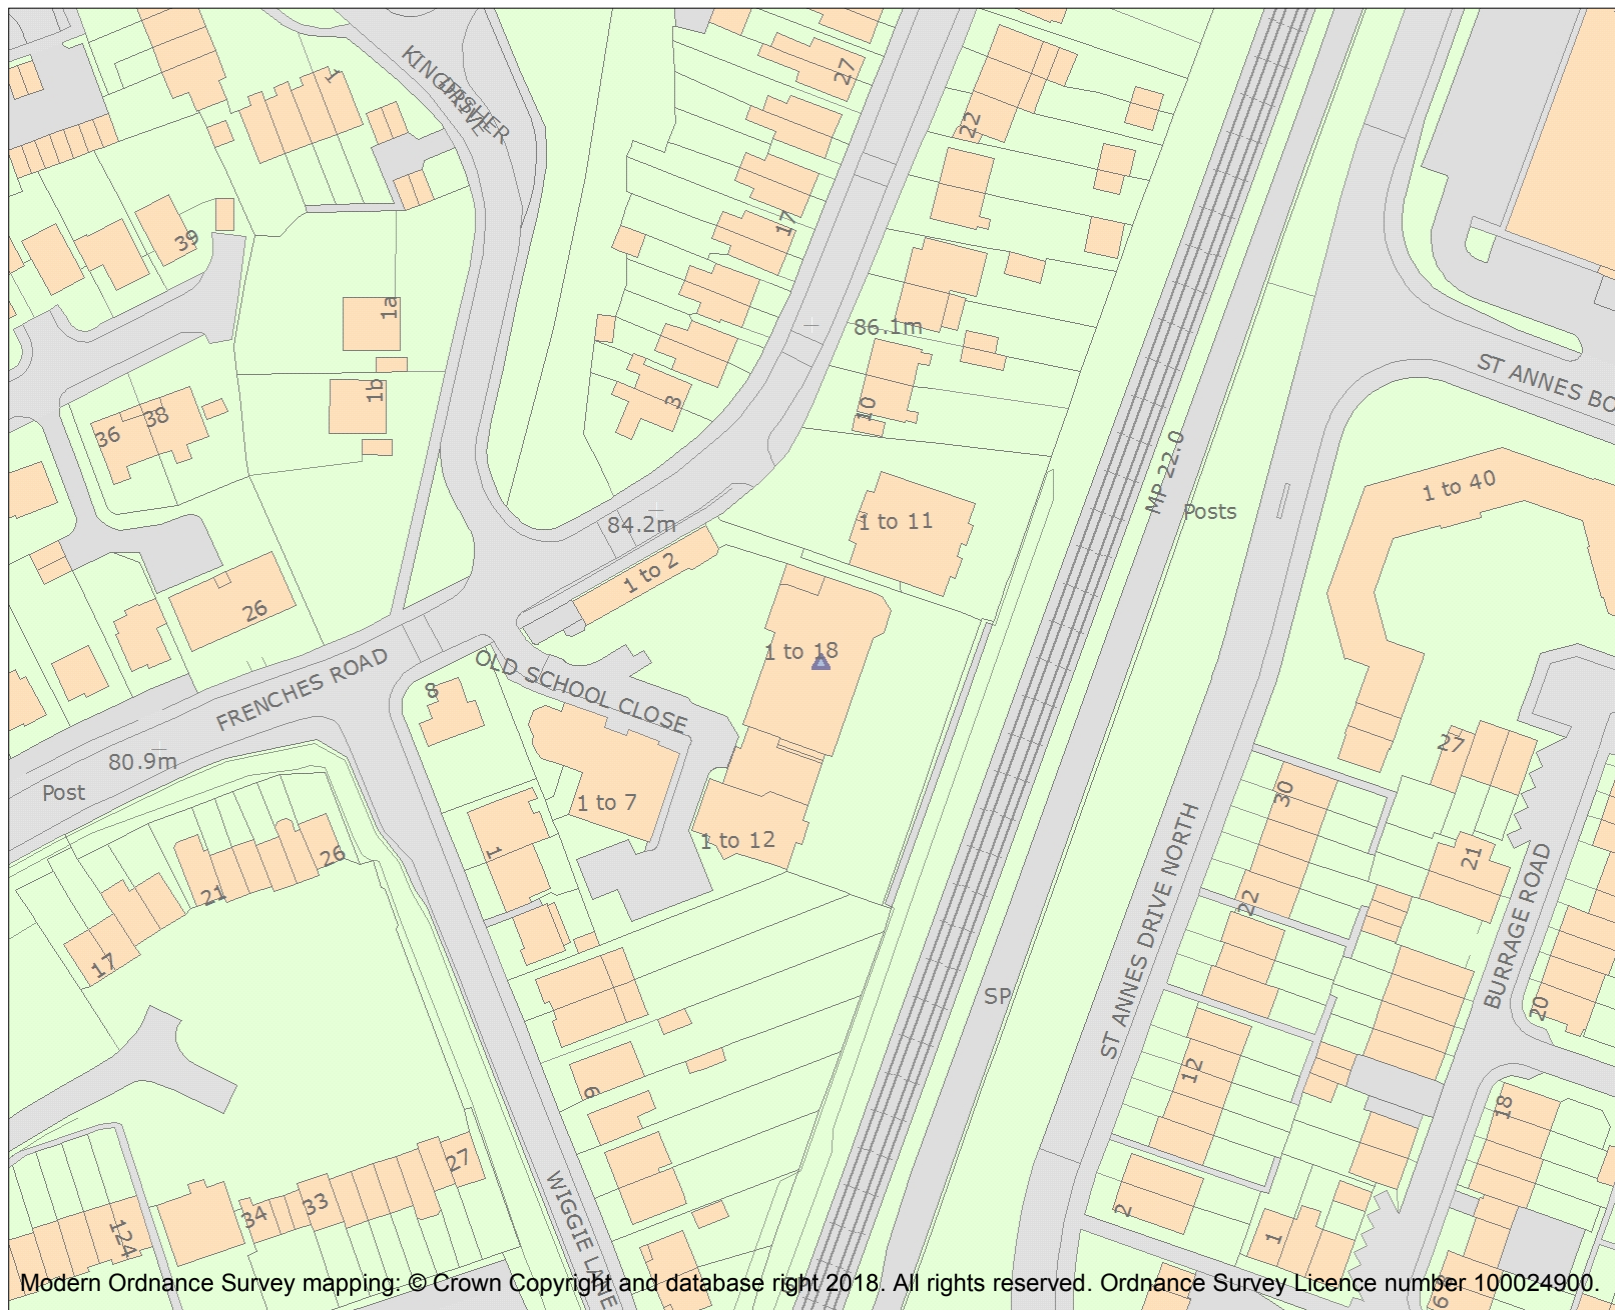 KINGFISHER
DRIVE
1
27
22
39
17
1a
86.1m
1b
3
10
38
36
ST ANNES BO
MP 22.0
1 to 40
Posts
1 to 11
84.2m
1 to 2
26
1 to 18
OLD SCHOOL CLOSE
FRENCHES ROAD
8
80.9m
Post
27
30
1 to 7
1 to 12
1
26
21
21
22
17
ST ANNES DRIVE NORTH
BURRAGE ROAD
SP
20
12
6
18
27
33
34
124
WIGGIE LANE
2
1
Modern Ordnance Survey mapping: © Crown Copyright and database right 2018. All rights reserved. Ordnance Survey Licence number 100024900.